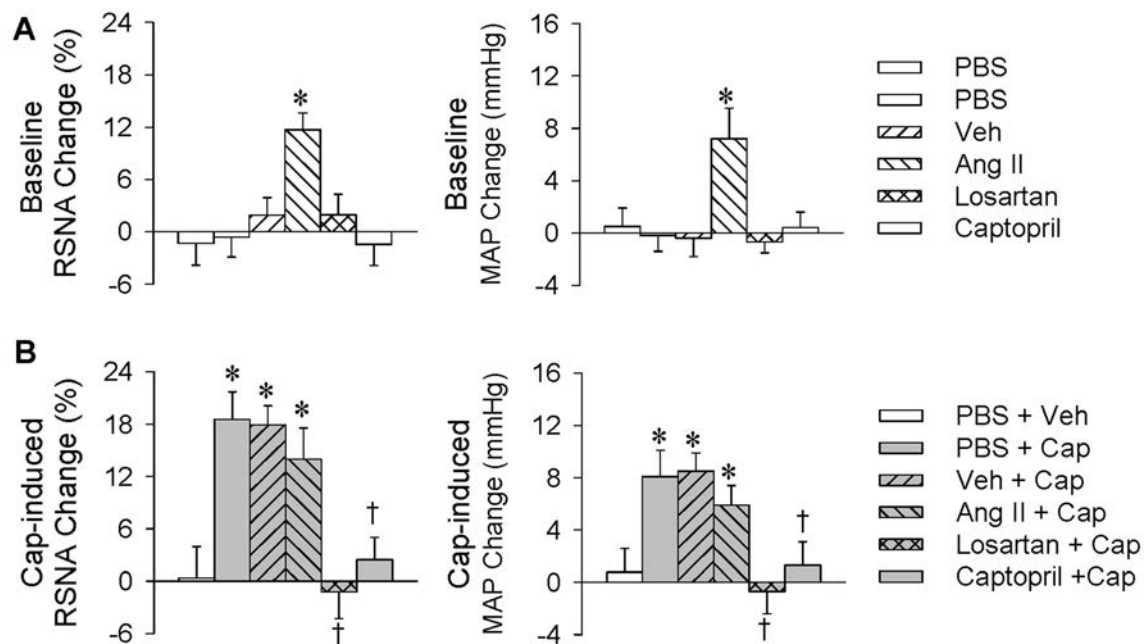 A
Baseline
RSNA Change (%)
24
18
12
6
0
-6
*
Baseline
MAP Change (mmHg)
16
12
8
4
0
-4
*
PBS
PBS
Veh
Ang II
Losartan
Captopril
B
Cap-induced
RSNA Change (%)
24
18
12
6
0
-6
* * *
†
†
Cap-induced
MAP Change (mmHg)
16
12
8
4
0
-4
* * *
†
†
PBS + Veh
PBS + Cap
Veh + Cap
Ang II + Cap
Losartan + Cap
Captopril +Cap